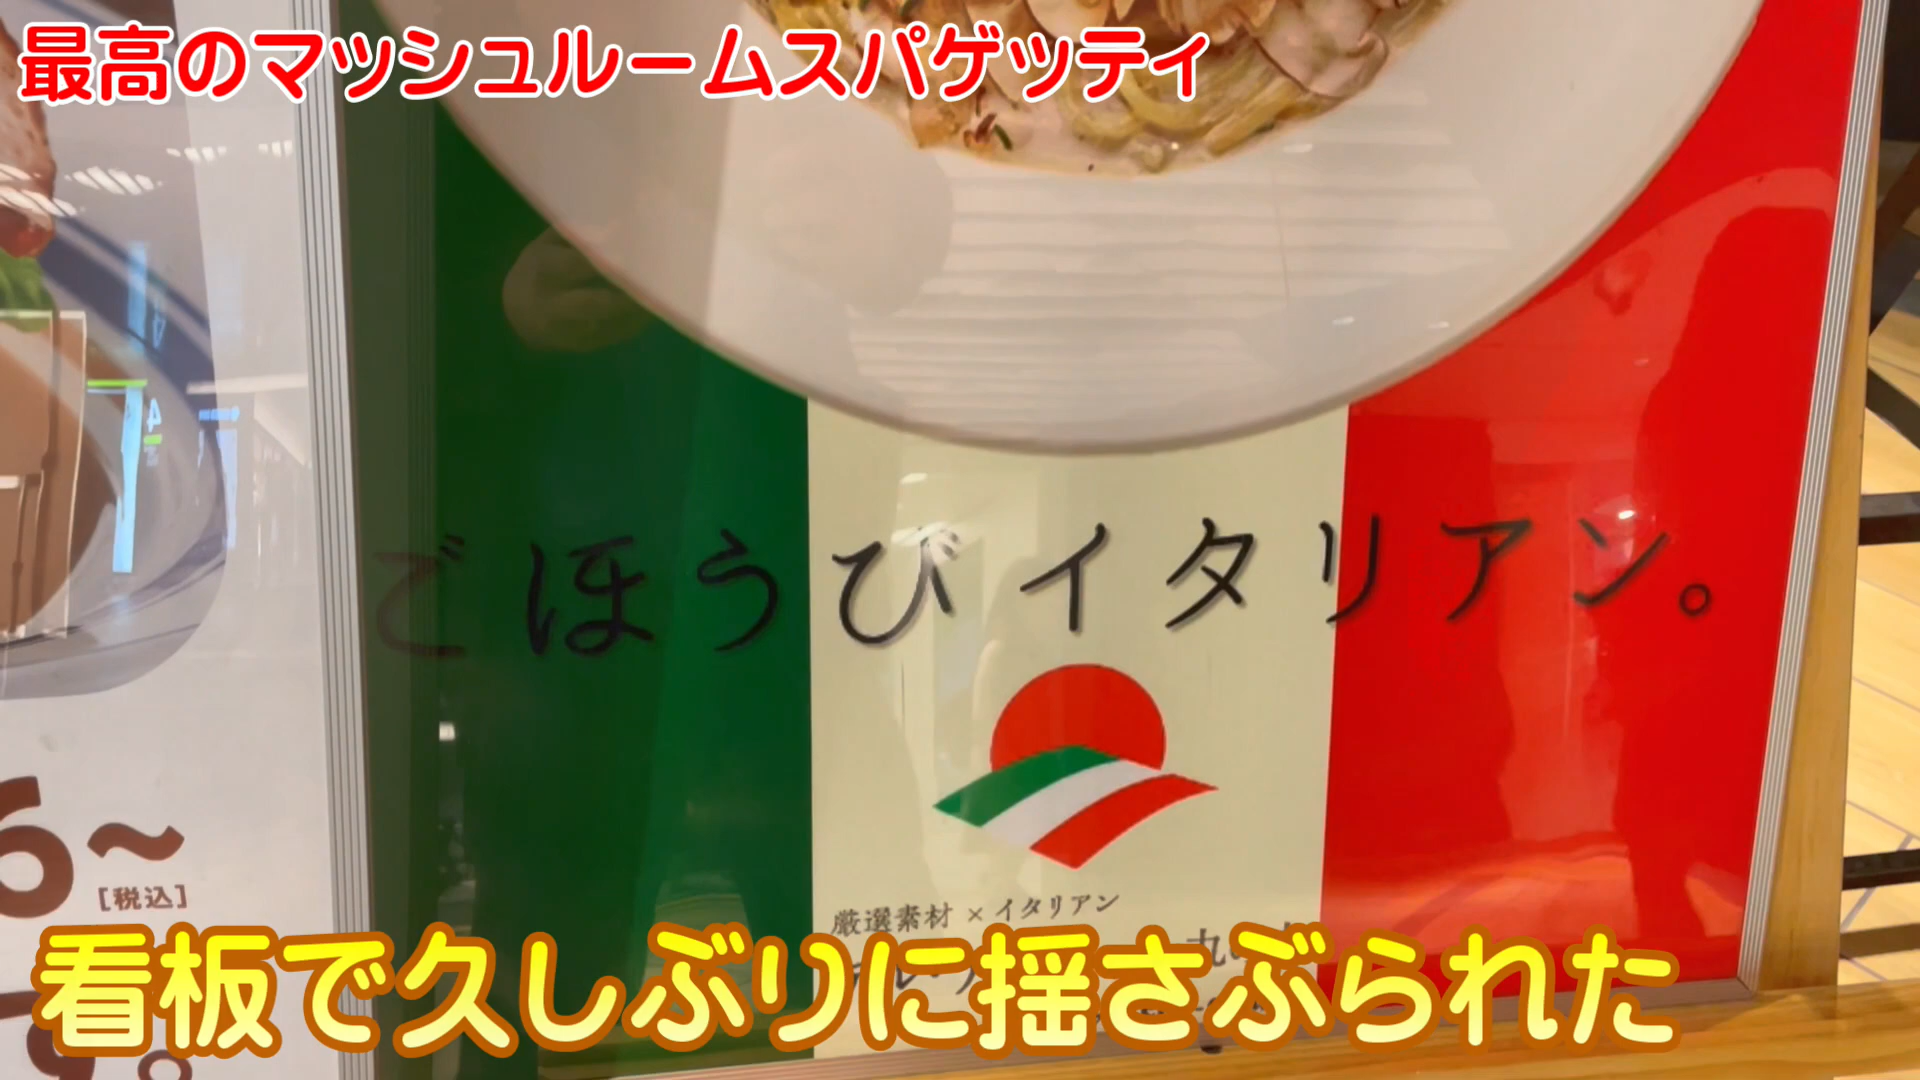 最高のマッシュルームスパゲッティ
ごほうびイタリアン。
6~
[税込]
厳選素材×イタリアン
看板で久しぶりに揺さぶられた